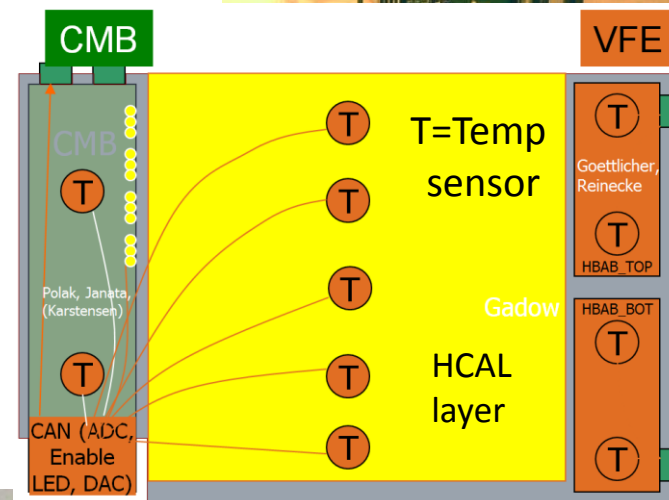 CMB
VFE
CMB
T
T
Polak, Janata,
(Karstensen)
CAN (ADC,
Enable
LED, DAC)
T
T
T
T
T
T=Temp
sensor
Gadow
HCAL
layer
T
Goettlicher,
Reinecke
T
HBAB_TOP
HBAB_BOT
T
T